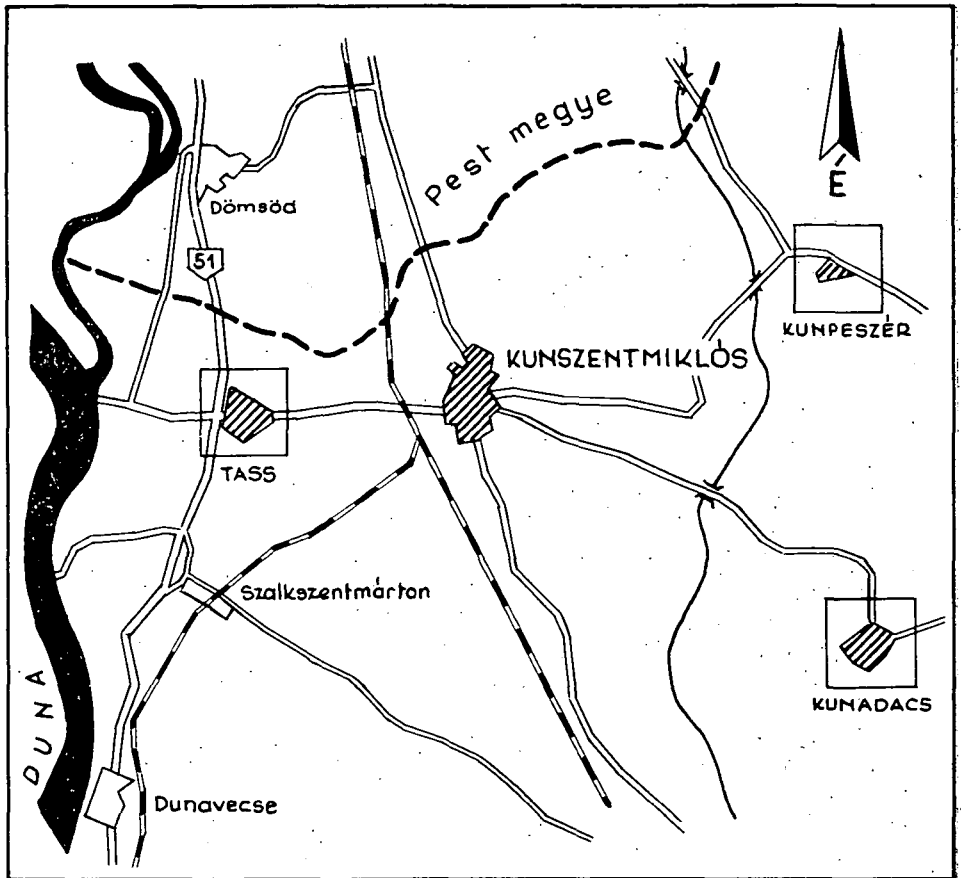 Pest megye
É
Dömsöd
51
KUNPESZÉR
KUNSZENTMIKLÓS
TASS
Szalkszentmárton
DUNA
KUNADACS
Dunavecse